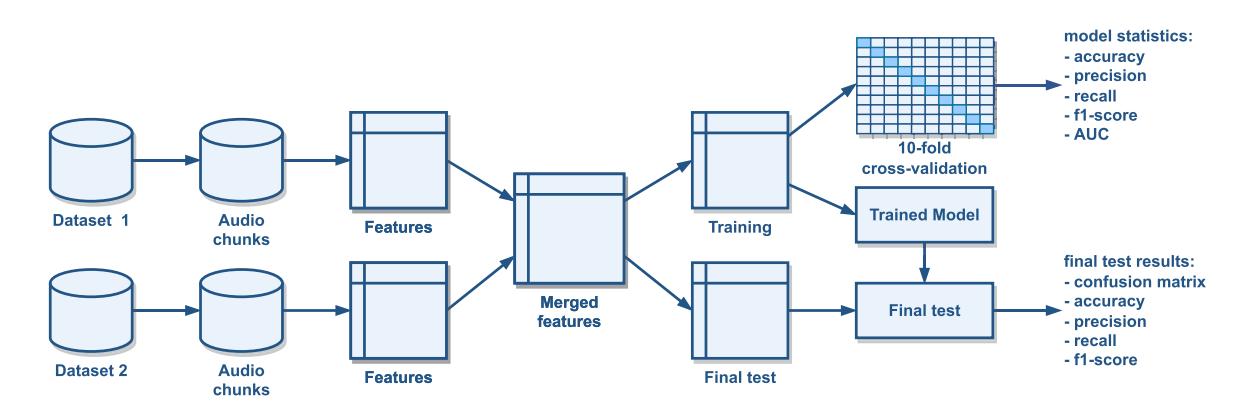 model statistics:
- accuracy
- precision
- recall
- f1-score
- AUC
10-fold
cross-validation
Dataset 1
Audio
chunks
Features
Training
Trained Model
Merged
features
final test results:
- confusion matrix
- accuracy
- precision
- recall
- f1-score
Final test
Dataset 2
Audio
chunks
Features
Final test